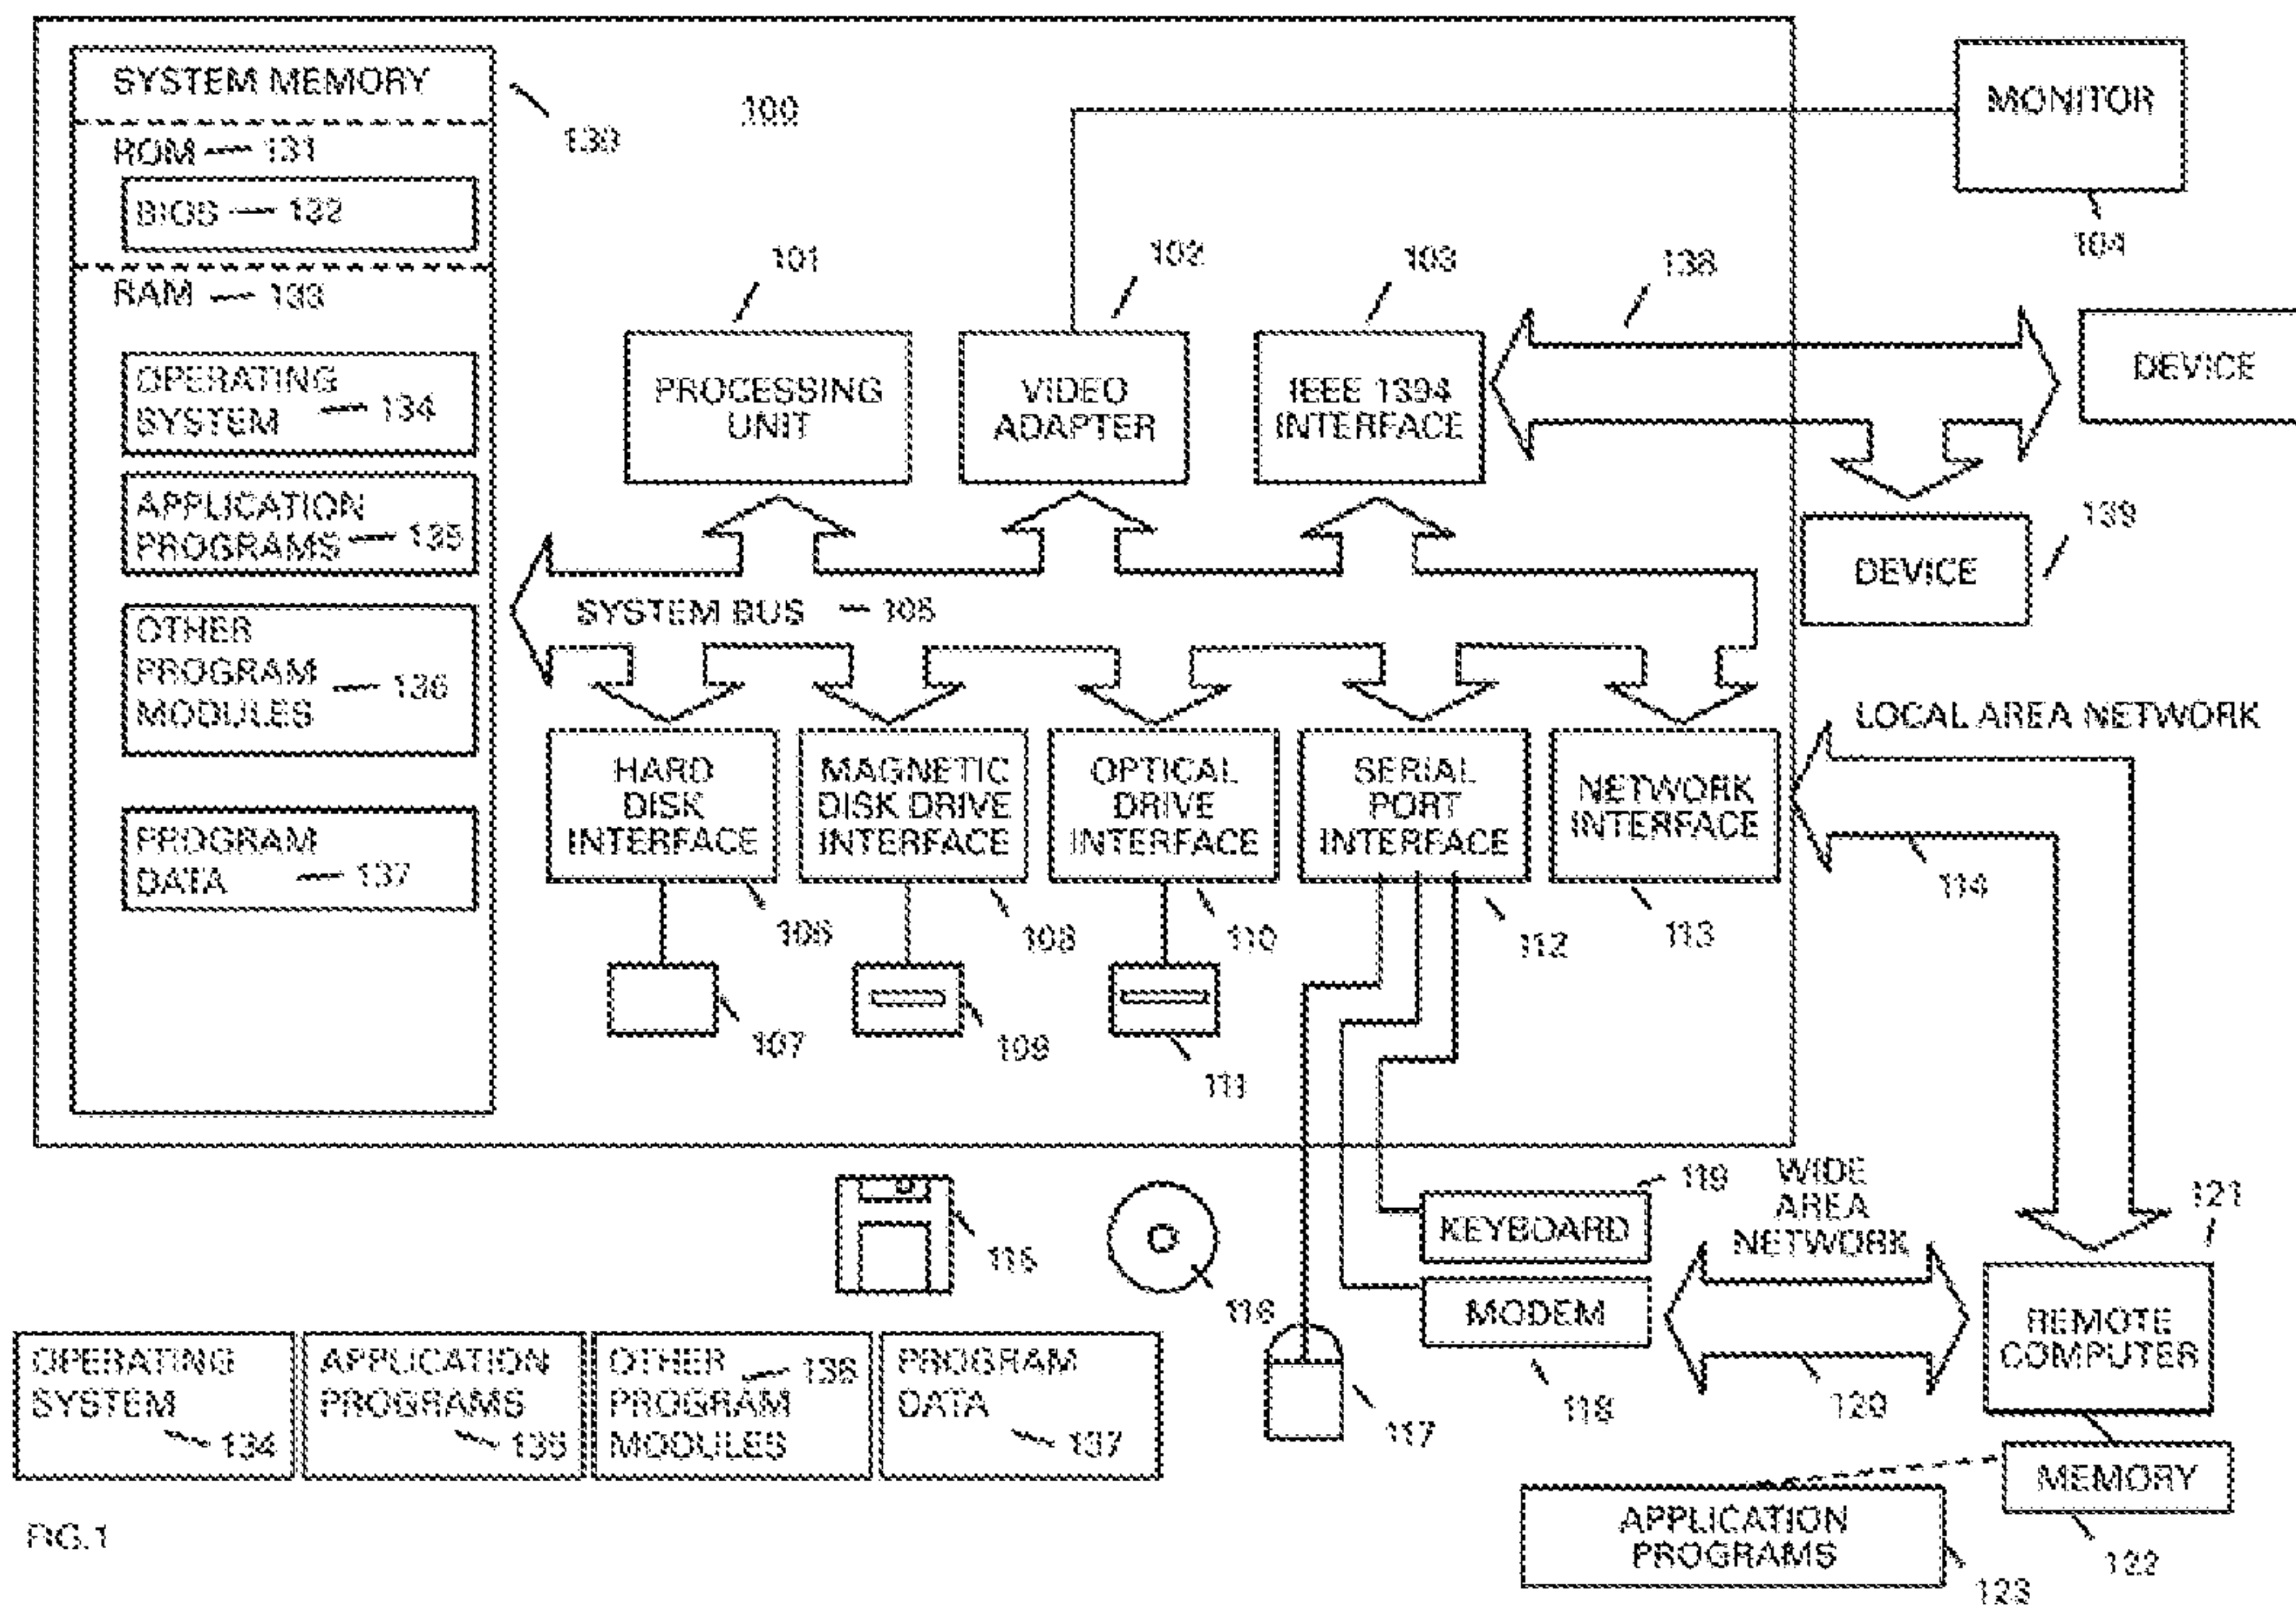 SYSTEM MEMORY
130
100
ROM — 131
BIOS — 132
RAM — 133
OPERATING
SYSTEM — 134
APPLICATION
PROGRAMS — 135
OTHER
PROGRAM
MODULES — 136
PROGRAM
DATA — 137
101
102
103
138
PROCESSING
UNIT
VIDEO
ADAPTER
IEEE 1394
INTERFACE
MONITOR
104
DEVICE
DEVICE
139
SYSTEM BUS — 105
HARD
DISK
INTERFACE
MAGNETIC
DISK DRIVE
INTERFACE
OPTICAL
DRIVE
INTERFACE
SERIAL
PORT
INTERFACE
NETWORK
INTERFACE
LOCAL AREA NETWORK
114
106
108
110
112
113
107
109
111
115
116
117
119
KEYBOARD
MODEM
118
WIDE
AREA
NETWORK
120
121
REMOTE
COMPUTER
MEMORY
122
APPLICATION
PROGRAMS
123
OPERATING
SYSTEM
134
APPLICATION
PROGRAMS
135
OTHER — 136
PROGRAM
MODULES
PROGRAM
DATA
137
FIG.1